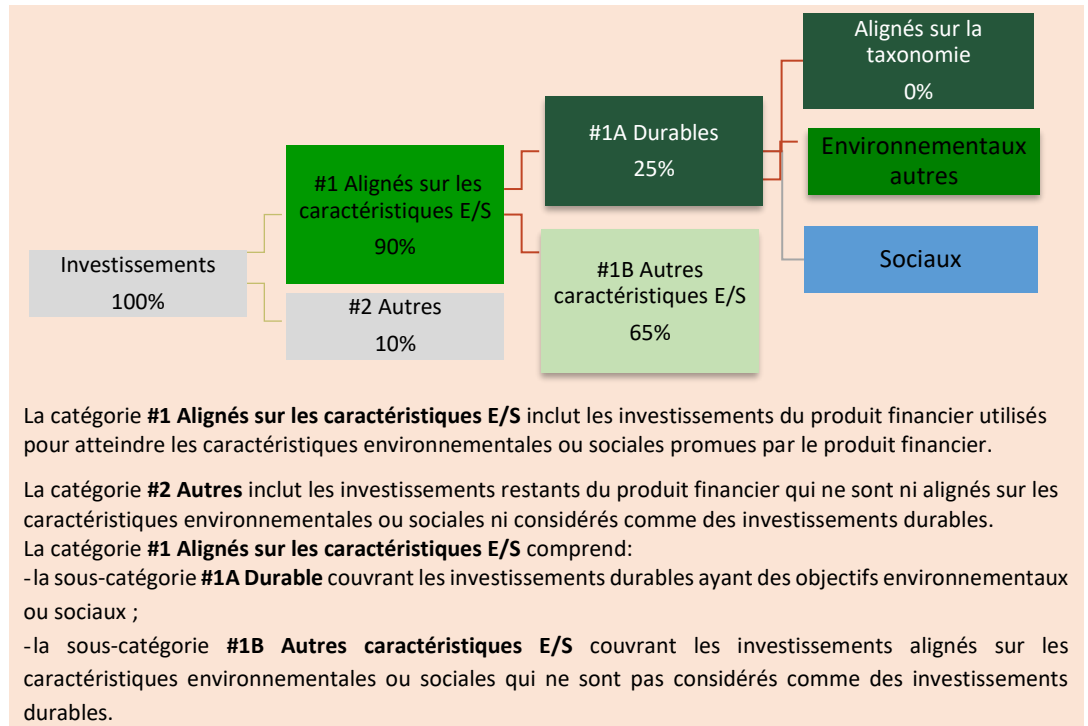 Alignés sur la
taxonomie
0%
#1A Durables
25%
Environnementaux
autres
#1 Alignés sur les
caractéristiques E/S
90%
Sociaux
Investissements
100%
#1B Autres
caractéristiques E/S
65%
#2 Autres
10%
La catégorie #1 Alignés sur les caractéristiques E/S inclut les investissements du produit financier utilisés
pour atteindre les caractéristiques environnementales ou sociales promues par le produit financier.
La catégorie #2 Autres inclut les investissements restants du produit financier qui ne sont ni alignés sur les
caractéristiques environnementales ou sociales ni considérés comme des investissements durables.
La catégorie #1 Alignés sur les caractéristiques E/S comprend:
-la sous-catégorie #1A Durable couvrant les investissements durables ayant des objectifs environnementaux
ou sociaux ;
-la sous-catégorie #1B Autres caractéristiques E/S couvrant les investissements alignés sur les
caractéristiques environnementales ou sociales qui ne sont pas considérés comme des investissements
durables.